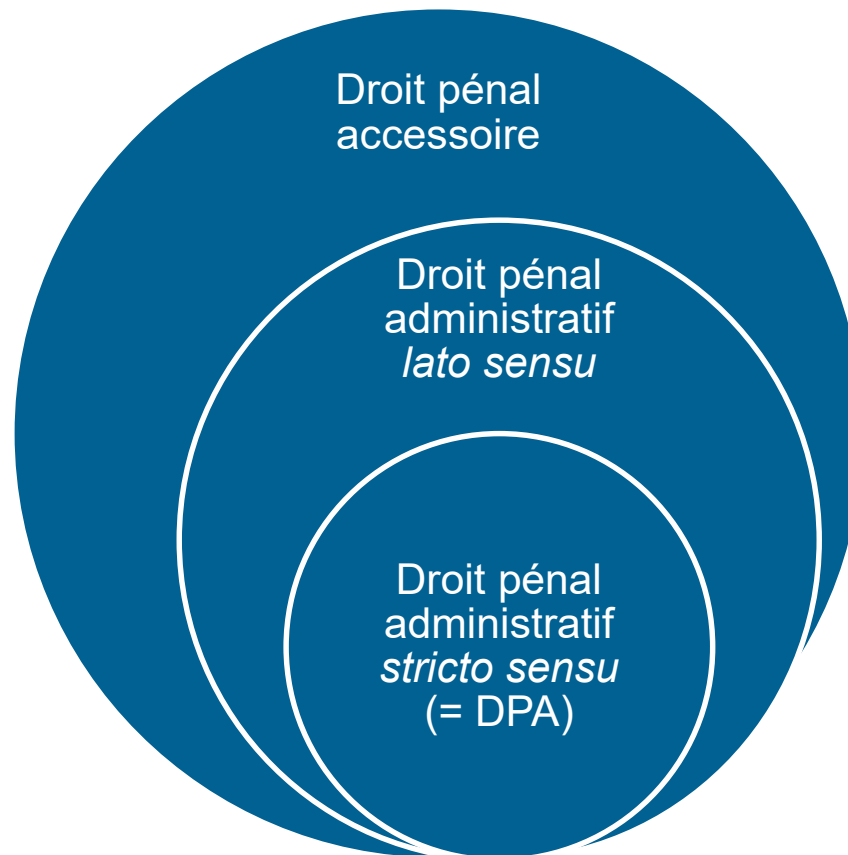 Droit pénal
accessoire
Droit pénal
administratif
lato sensu
Droit pénal
administratif
stricto sensu
(= DPA)